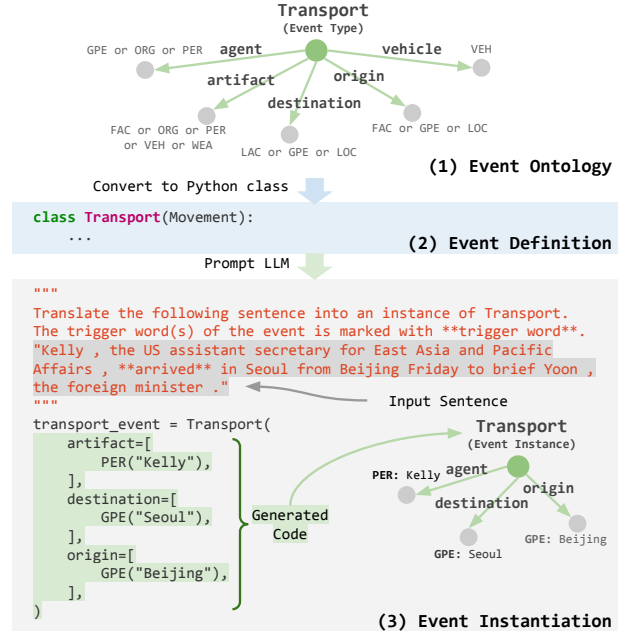 Transport
(Event Type)
GPE or ORG or PER
agent
vehicle
VEH
artifact
origin
destination
FAC or ORG or PER
or VEH or WEA
LAC or GPE or LOC
FAC or GPE or LOC
(1) Event Ontology
Convert to Python class
class Transport(Movement):
...
(2) Event Definition
Prompt LLM
"""
Translate the following sentence into an instance of Transport.
The trigger word(s) of the event is marked with **trigger word**.
"Kelly , the US assistant secretary for East Asia and Pacific
Affairs , **arrived** in Seoul from Beijing Friday to brief Yoon ,
the foreign minister ."
"""
Input Sentence
transport_event = Transport(
artifact=[
PER("Kelly"),
],
destination=[
GPE("Seoul"),
],
origin=[
GPE("Beijing"),
],
)
Generated
Code
Transport
(Event Instance)
PER: Kelly
agent
origin
destination
GPE: Seoul
GPE: Beijing
(3) Event Instantiation